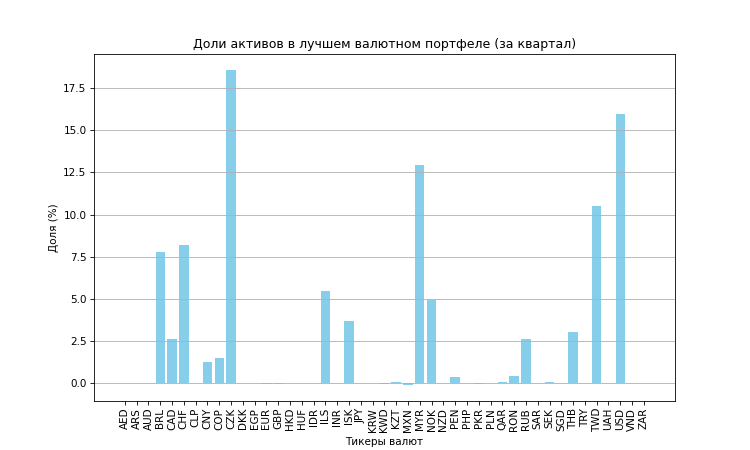 Доли активов в лучшем валютном портфеле (за квартал)
17.5
15.0
12.5
10.0
7.5
5.0
2.5
0.0
Доля (%)
AED
ARS
AUD
BRL
CAD
CHF
CLP
CNY
COP
CZK
DKK
EGP
EUR
GBP
HKD
HUF
IDR
ILS
INR
ISK
JPY
KRW
KWD
KZT
MXN
MYR
NOK
NZD
PEN
PHP
PKR
PLN
QAR
RON
RUB
SAR
SEK
SGD
THB
TRY
TWD
UAH
USD
VND
ZAR
Тикеры валют